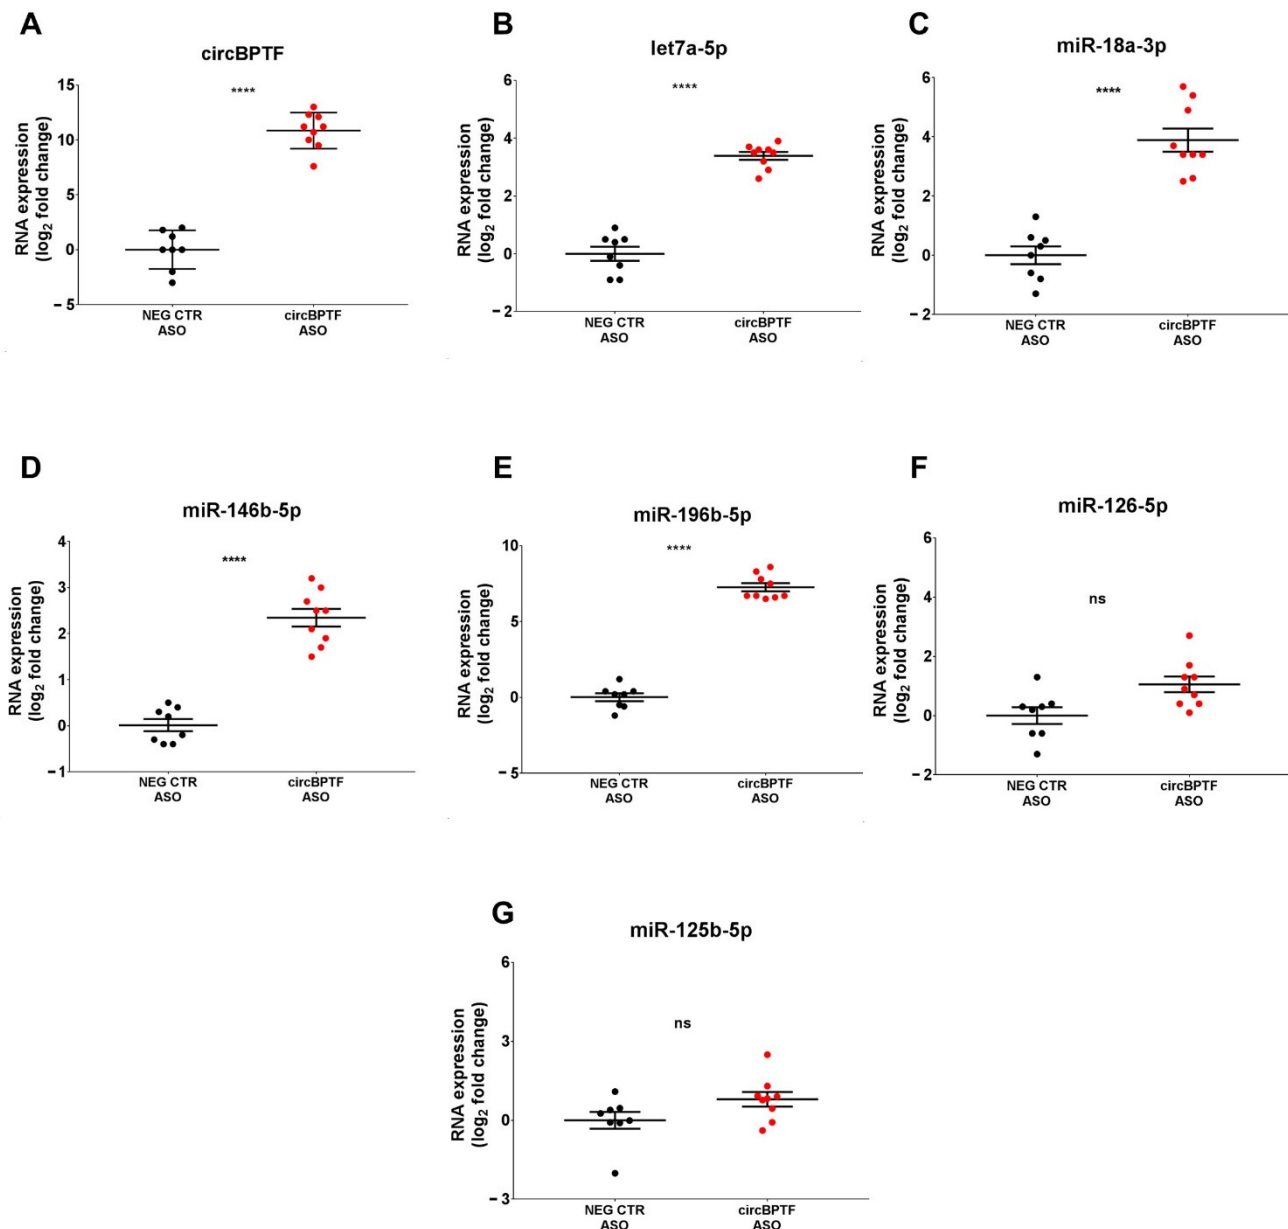 A
circBPTF
RNA expression
(log2 fold change)
15
10
5
0
−5
****
NEG CTR
ASO
circBPTF
ASO
B
let7a-5p
RNA expression
(log2 fold change)
6
4
2
0
−2
****
NEG CTR
ASO
circBPTF
ASO
C
miR-18a-3p
RNA expression
(log2 fold change)
6
4
2
0
−2
****
NEG CTR
ASO
circBPTF
ASO
D
miR-146b-5p
RNA expression
(log2 fold change)
4
3
2
1
0
−1
****
NEG CTR
ASO
circBPTF
ASO
E
miR-196b-5p
RNA expression
(log2 fold change)
10
5
0
−5
****
NEG CTR
ASO
circBPTF
ASO
F
miR-126-5p
RNA expression
(log2 fold change)
6
4
2
0
−2
ns
NEG CTR
ASO
circBPTF
ASO
G
miR-125b-5p
RNA expression
(log2 fold change)
6
3
0
−3
ns
NEG CTR
ASO
circBPTF
ASO